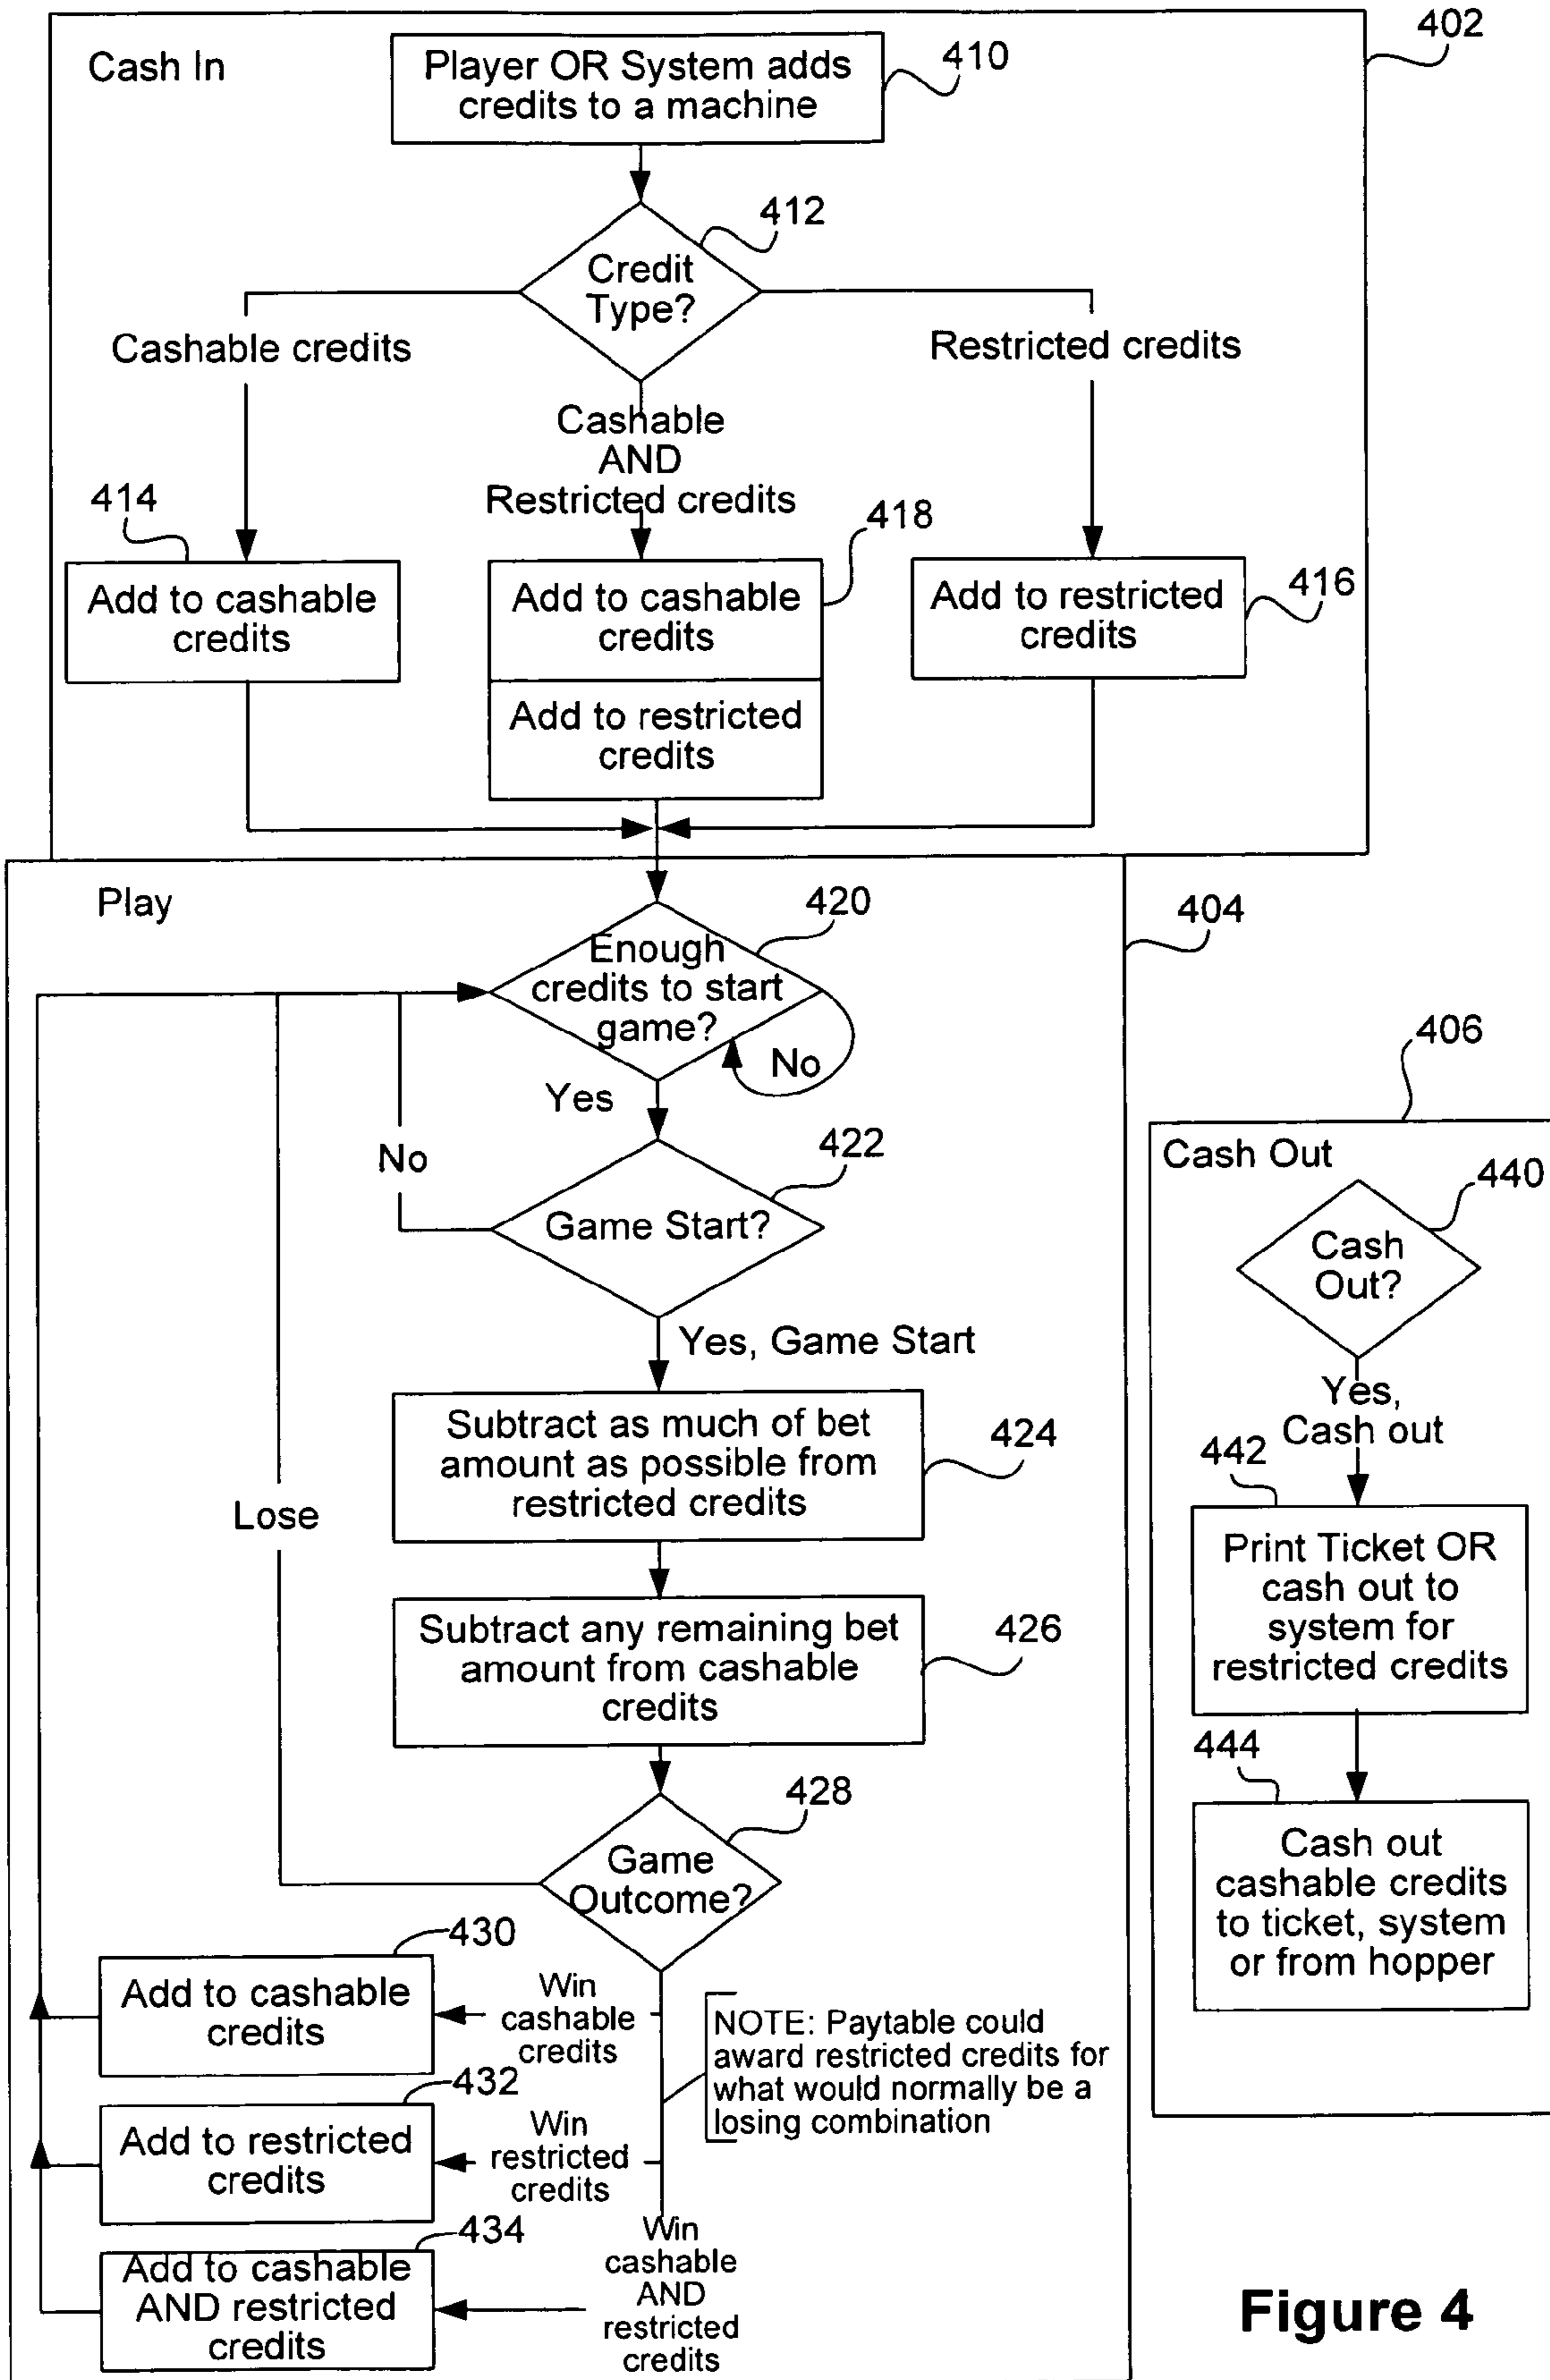 402
Cash In
Player OR System adds
credits to a machine
410
412
Credit
Type?
Cashable credits
Restricted credits
Cashable
AND
Restricted credits
414
418
416
Add to cashable
credits
Add to cashable
credits
Add to restricted
credits
Add to restricted
credits
Play
420
404
Enough
credits to start
game?
No
Yes
No
422
Game Start?
Yes, Game Start
Subtract as much of bet
amount as possible from
restricted credits
424
Lose
Subtract any remaining bet
amount from cashable
credits
426
428
Game
Outcome?
430
Add to cashable
credits
Win
cashable
credits
NOTE: Paytable could
award restricted credits for
what would normally be a
losing combination
432
Add to restricted
credits
Win
restricted
credits
434
Add to cashable
AND restricted
credits
Win
cashable
AND
restricted
credits
406
Cash Out
440
Cash
Out?
Yes,
Cash out
442
Print Ticket OR
cash out to
system for
restricted credits
444
Cash out
cashable credits
to ticket, system
or from hopper
Figure 4